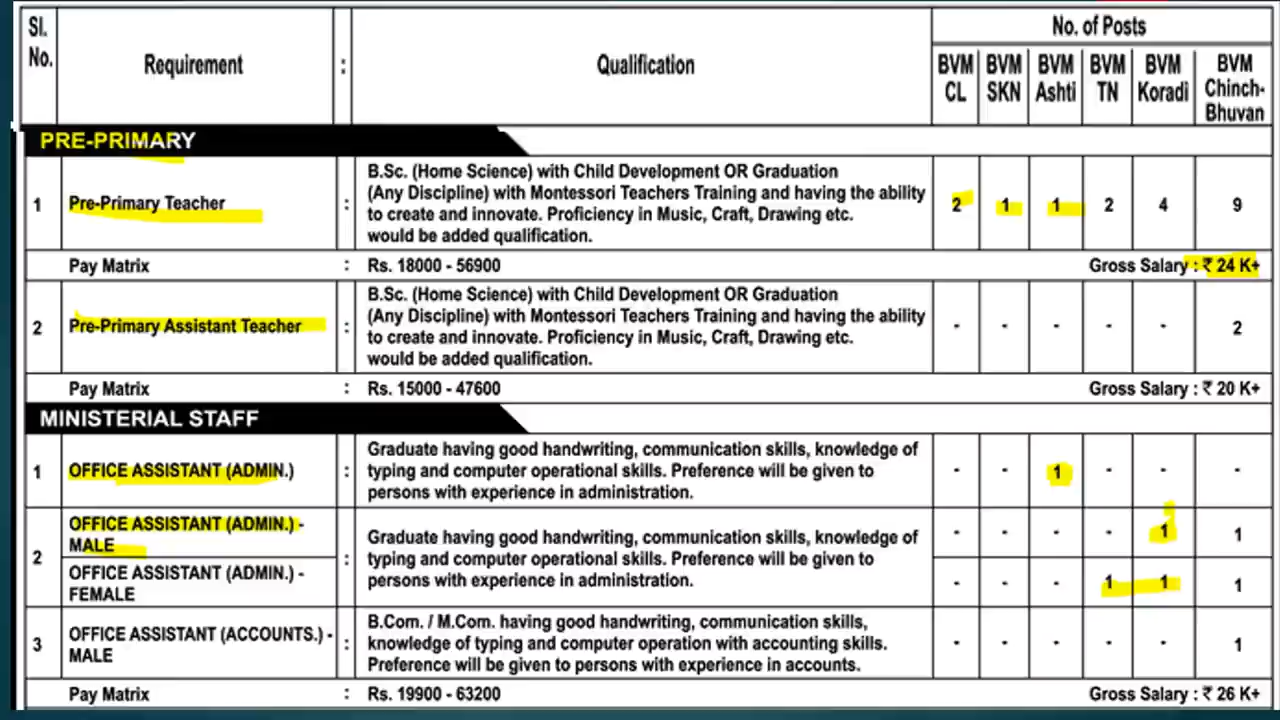 Sl. No. Requirement : Qualification No. of Posts
BVM CL BVM SKN BVM Ashti BVM TN BVM Koradi BVM Chinch-Bhuvan
PRE-PRIMARY
1 Pre-Primary Teacher : B.Sc. (Home Science) with Child Development OR Graduation
(Any Discipline) with Montessori Teachers Training and having the ability
to create and innovate. Proficiency in Music, Craft, Drawing etc.
would be added qualification.
2 1 1 2 4 9
Pay Matrix : Rs. 18000 - 56900 Gross Salary : ₹ 24 K+
2 Pre-Primary Assistant Teacher : B.Sc. (Home Science) with Child Development OR Graduation
(Any Discipline) with Montessori Teachers Training and having the ability
to create and innovate. Proficiency in Music, Craft, Drawing etc.
would be added qualification.
- - - - - 2
Pay Matrix : Rs. 15000 - 47600 Gross Salary : ₹ 20 K+
MINISTERIAL STAFF
1 OFFICE ASSISTANT (ADMIN.) : Graduate having good handwriting, communication skills, knowledge of
typing and computer operational skills. Preference will be given to
persons with experience in administration.
- - 1 - - -
2 OFFICE ASSISTANT (ADMIN.) -
MALE
- - - - 1 1
OFFICE ASSISTANT (ADMIN.) -
FEMALE
: Graduate having good handwriting, communication skills, knowledge of
typing and computer operational skills. Preference will be given to
persons with experience in administration.
- - - 1 1 1
3 OFFICE ASSISTANT (ACCOUNTS.) -
MALE
: B.Com. / M.Com. having good handwriting, communication skills,
knowledge of typing and computer operation with accounting skills.
Preference will be given to persons with experience in accounts.
- - - - - 1
Pay Matrix : Rs. 19900 - 63200 Gross Salary : ₹ 26 K+